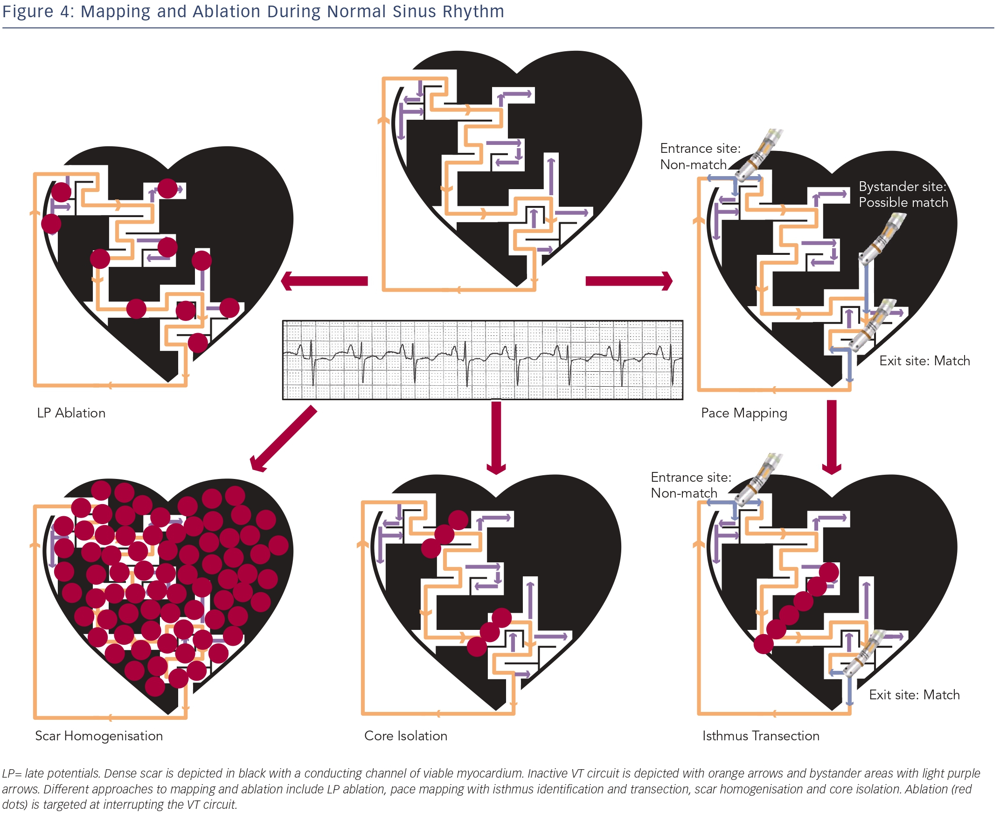 Figure 4: Mapping and Ablation During Normal Sinus Rhythm
Entrance site:
Non-match
Bystander site:
Possible match
Exit site: Match
LP Ablation
Pace Mapping
Entrance site:
Non-match
Exit site: Match
Scar Homogenisation
Core Isolation
Isthmus Transection
LP= late potentials. Dense scar is depicted in black with a conducting channel of viable myocardium. Inactive VT circuit is depicted with orange arrows and bystander areas with light purple
arrows. Different approaches to mapping and ablation include LP ablation, pace mapping with isthmus identification and transection, scar homogenisation and core isolation. Ablation (red
dots) is targeted at interrupting the VT circuit.